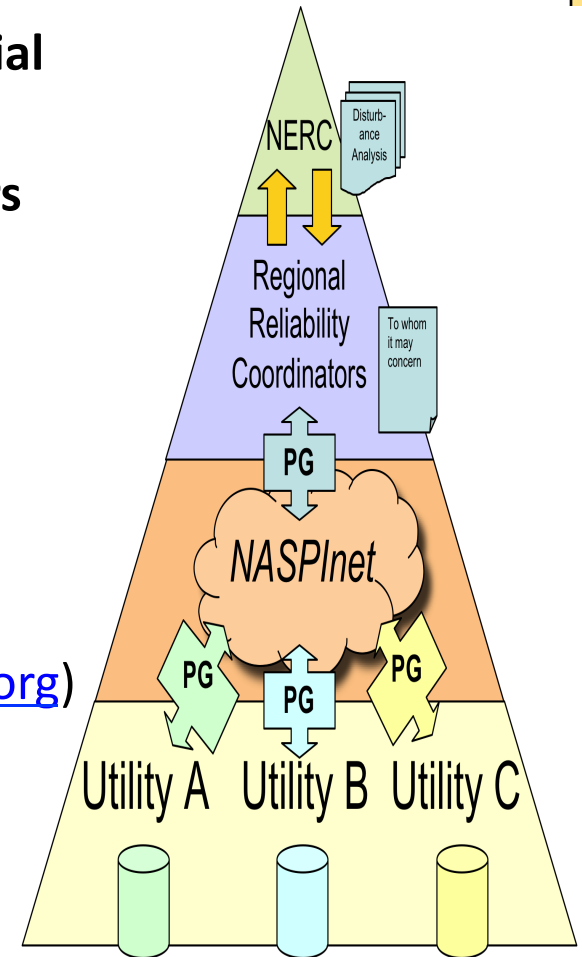 ial
rs
org)
NERC
Disturb-
ance
Analysis
Regional
Reliability
Coordinators
To whom
it may
concern
PG
NASPInet
PG
PG
PG
Utility A Utility B Utility C